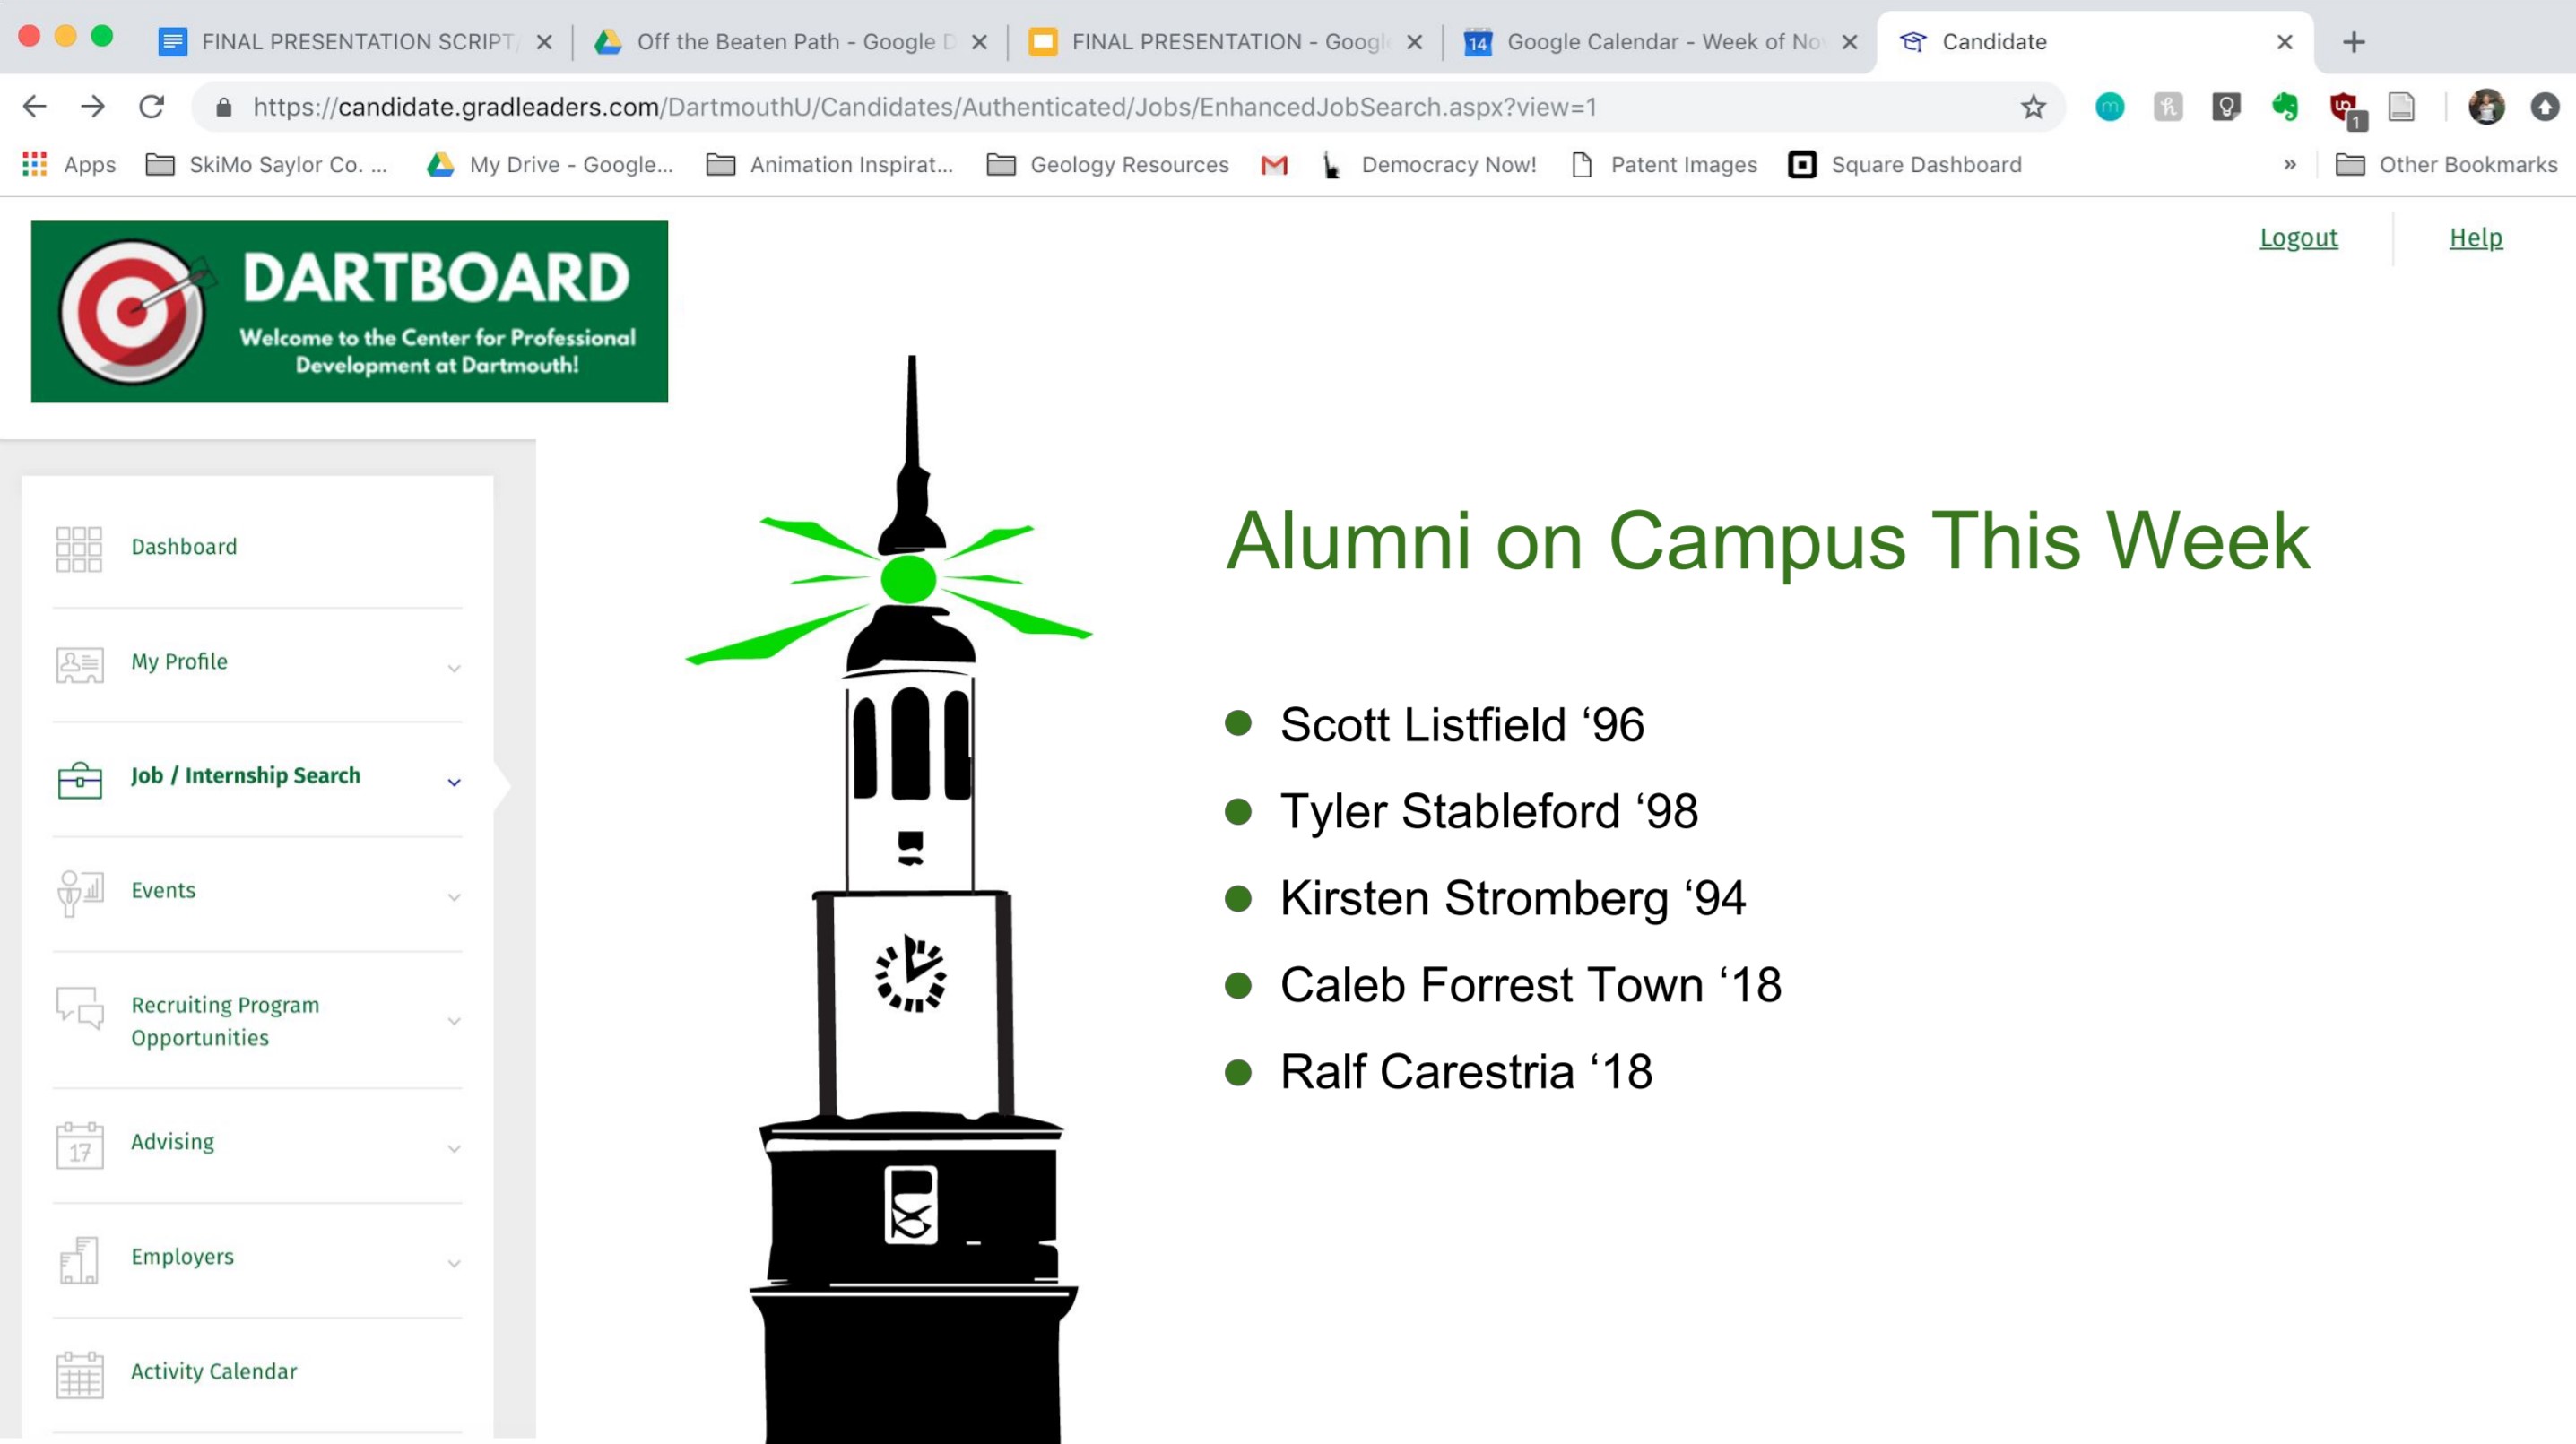 FINAL PRESENTATION SCRIPT/
Off the Beaten Path - Google D
FINAL PRESENTATION - Googl
14
Google Calendar - Week of No
Candidate
https://candidate.gradleaders.com/DartmouthU/Candidates/Authenticated/Jobs/EnhancedJobSearch.aspx?view=1
m
h
1
Apps
SkiMo Saylor Co. ...
My Drive - Google...
Animation Inspirat...
Geology Resources
Democracy Now!
Patent Images
Square Dashboard
»
Other Bookmarks
DARTBOARD
Welcome to the Center for Professional
Development at Dartmouth!
Logout
Help
Dashboard
My Profile
Job / Internship Search
Events
Recruiting Program
Opportunities
17
Advising
Employers
Activity Calendar
Alumni on Campus This Week
● Scott Listfield ‘96
● Tyler Stableford ‘98
● Kirsten Stromberg ‘94
● Caleb Forrest Town ‘18
● Ralf Carestria ‘18